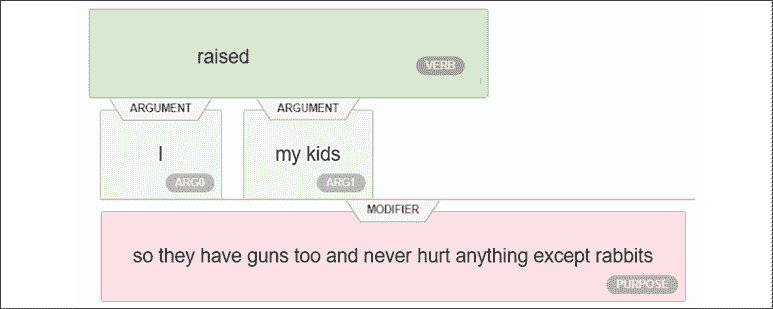 raised
VERB
ARGUMENT ARGUMENT
I my kids
ARG0 ARG1
MODIFIER
so they have guns too and never hurt anything except rabbits
PURPOSE